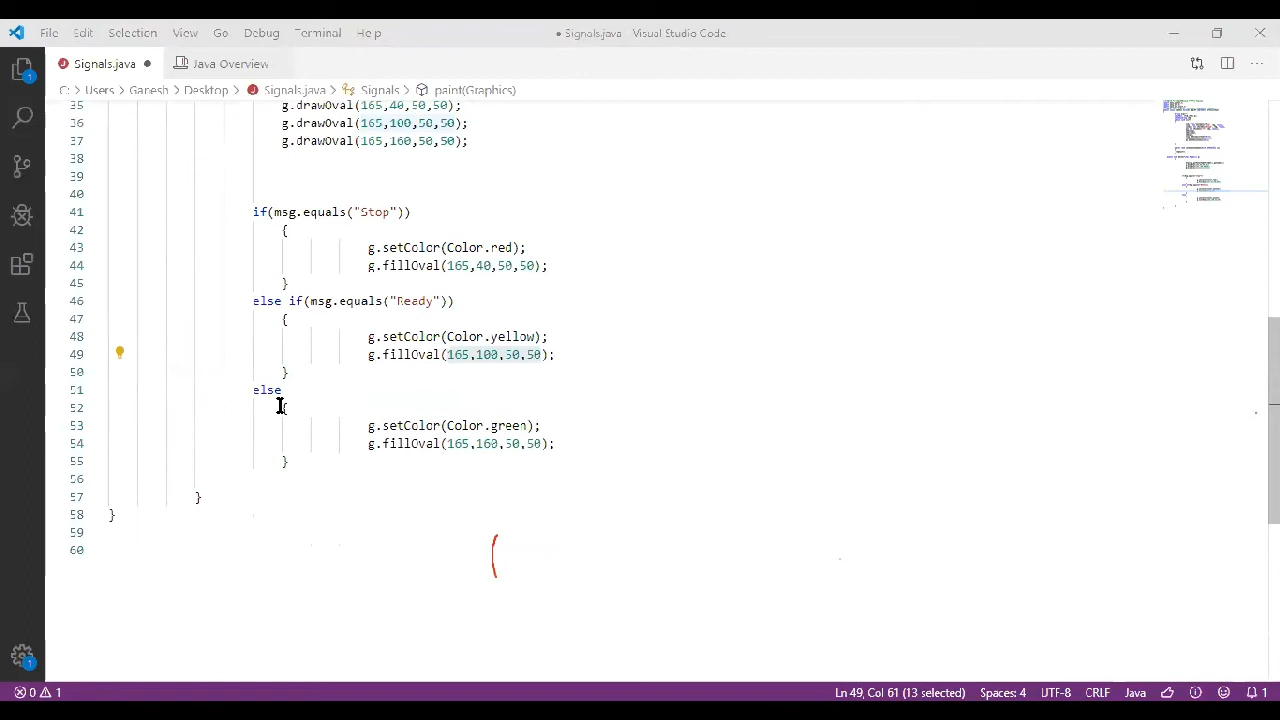 File Edit Selection View Go Debug Terminal Help ● Signals.java - Visual Studio Code
Signals.java ● Java Overview
C: > Users > Ganesh > Desktop > Signals.java > Signals > paint(Graphics)
35 g.drawOval(165,40,50,50);
36 g.drawOval(165,100,50,50);
37 g.drawOval(165,160,50,50);
38
39
40
41 if(msg.equals("Stop"))
42 {
43 g.setColor(Color.red);
44 g.fillOval(165,40,50,50);
45 }
46 else if(msg.equals("Ready"))
47 {
48 g.setColor(Color.yellow);
49 g.fillOval(165,100,50,50);
50 }
51 else
52 {
53 g.setColor(Color.green);
54 g.fillOval(165,160,50,50);
55 }
56
57 }
58 }
59
60
0 1 Ln 49, Col 61 (13 selected) Spaces: 4 UTF-8 CRLF Java 1